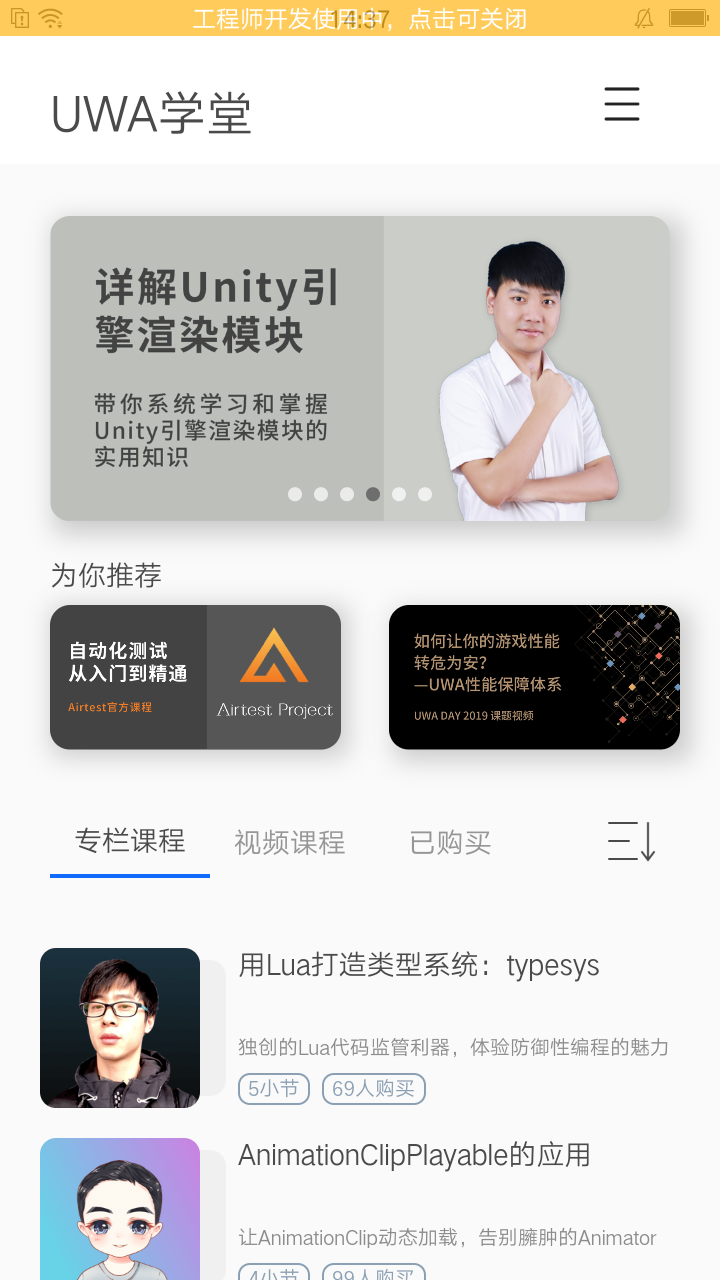 工程师开发使用中，点击可关闭
14:37
UWA学堂
详解Unity引
擎渲染模块
带你系统学习和掌握
Unity引擎渲染模块的
实用知识
为你推荐
自动化测试
从入门到精通
Airtest官方课程
Airtest Project
如何让你的游戏性能
转危为安？
—UWA性能保障体系
UWA DAY 2019 课题视频
专栏课程
视频课程
已购买
用Lua打造类型系统：typesys
独创的Lua代码监管利器，体验防御性编程的魅力
5小节
69人购买
AnimationClipPlayable的应用
让AnimationClip动态加载，告别臃肿的Animator
4小节
99人购买